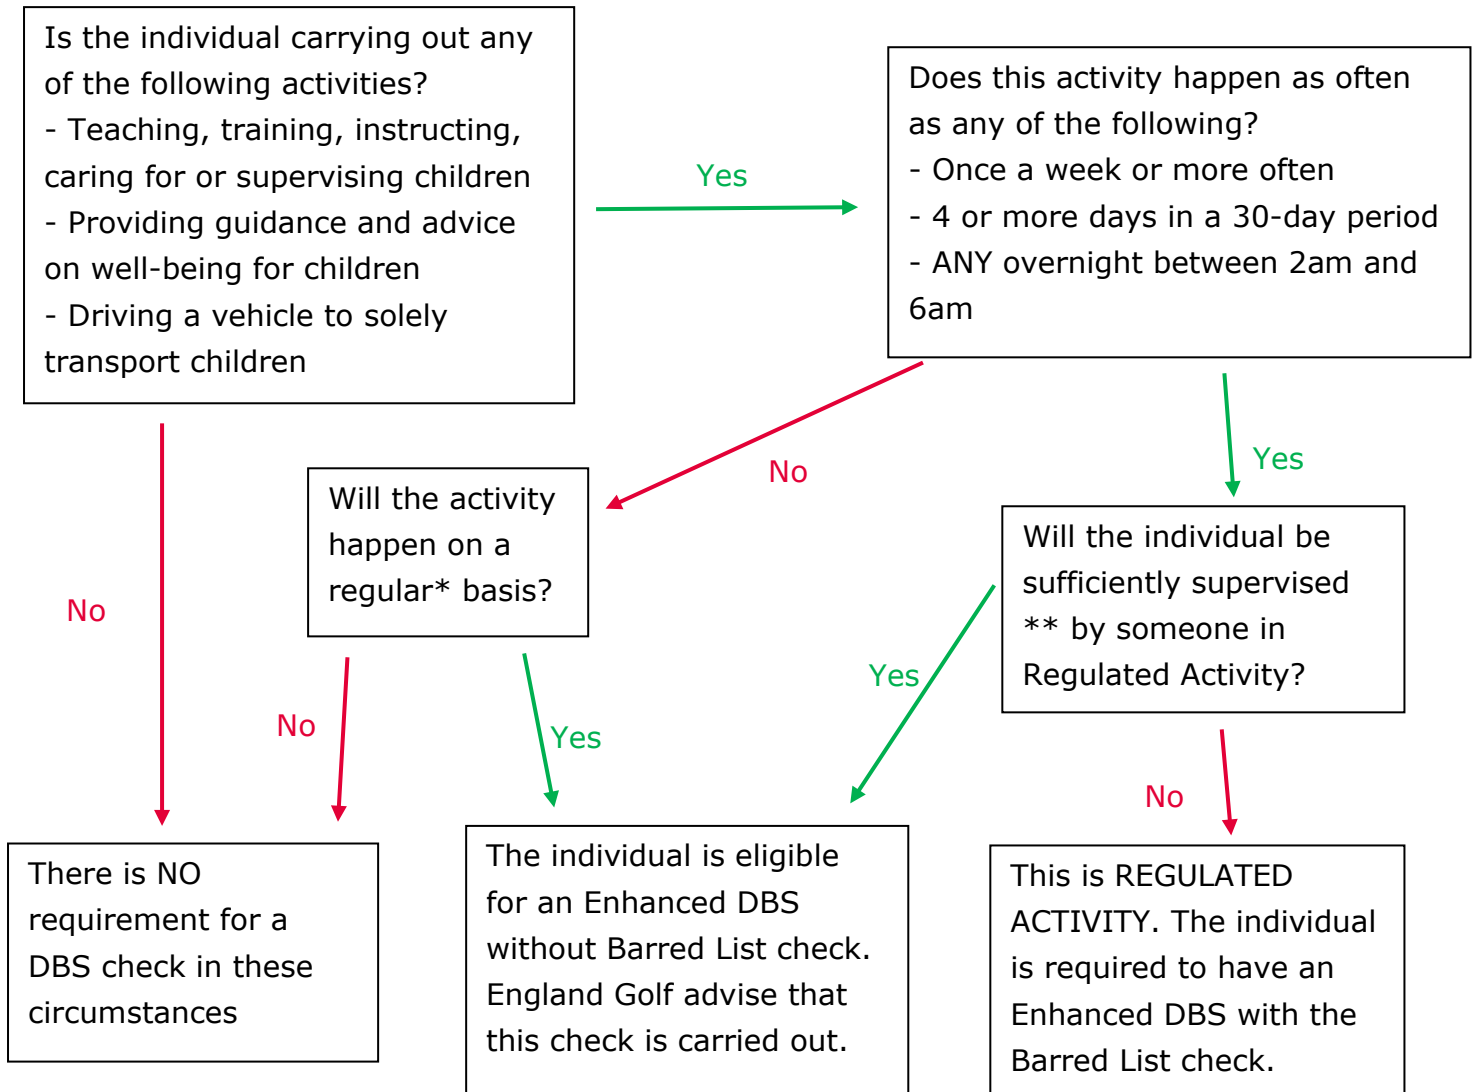 Is the individual carrying out any
of the following activities?
- Teaching, training, instructing,
caring for or supervising children
- Providing guidance and advice
on well-being for children
- Driving a vehicle to solely
transport children
Yes
Does this activity happen as often
as any of the following?
- Once a week or more often
- 4 or more days in a 30-day period
- ANY overnight between 2am and
6am
No
No
Yes
Will the activity
happen on a
regular* basis?
Will the individual be
sufficiently supervised
** by someone in
Regulated Activity?
No
Yes
Yes
No
There is NO
requirement for a
DBS check in these
circumstances
The individual is eligible
for an Enhanced DBS
without Barred List check.
England Golf advise that
this check is carried out.
This is REGULATED
ACTIVITY. The individual
is required to have an
Enhanced DBS with the
Barred List check.